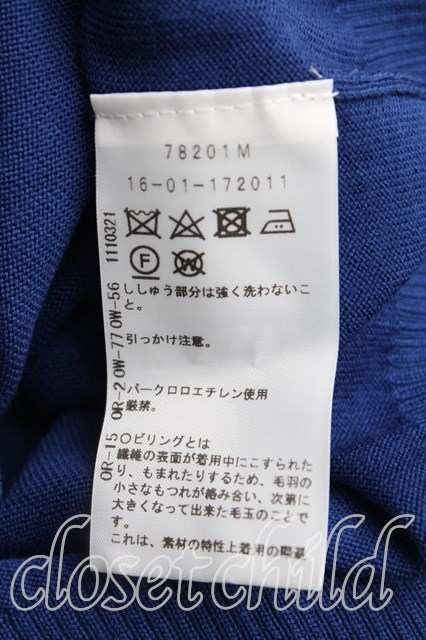 78201M
16-01-172011
F
W
ししゅう部分は強く洗わないこ
と。
引っかけ注意。
パークロロエチレン使用
厳禁。
○ピリングとは
繊維の表面が着用中にこすられた
り、もまれたりするため、毛羽の
小さなもつれが絡み合い、次第に
大きくなって出来た毛玉のことで
す。
これは、素材の特性上着用の
OR-15 OR-2 0W-77 0W-56 1110321
closet child